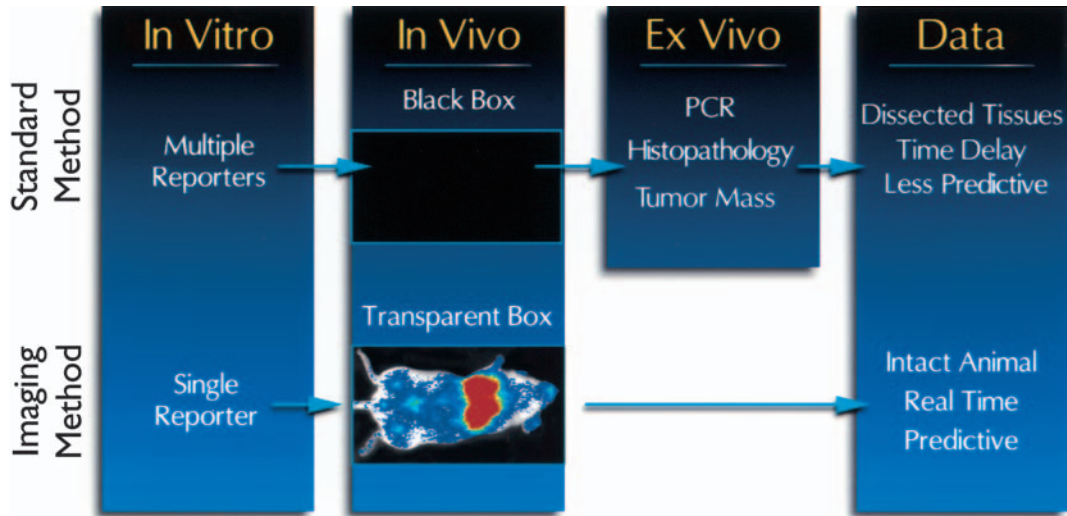 In Vitro
In Vivo
Ex Vivo
Data
Standard
Method
Multiple
Reporters
Black Box
PCR
Histopathology
Tumor Mass
Dissected Tissues
Time Delay
Less Predictive
Imaging
Method
Single
Reporter
Transparent Box
Intact Animal
Real Time
Predictive